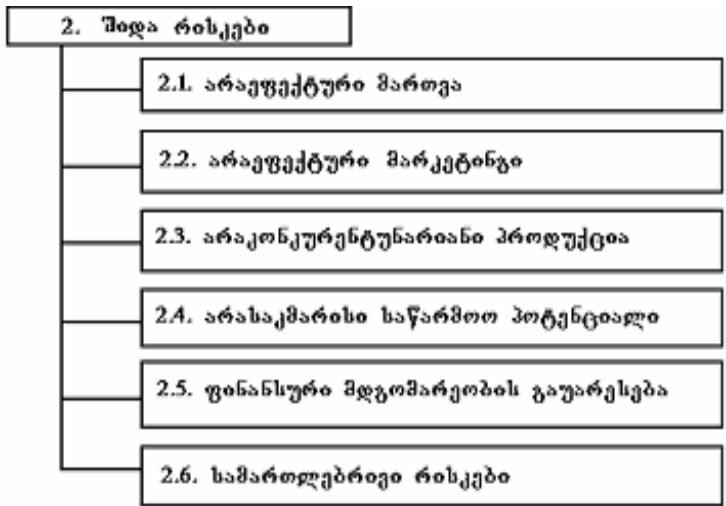 2. შიდა რისკები
2.1. არაეფექტური მართვა
2.2. არაეფექტური მარკეტინგი
2.3. არაკონკურენტუნარიანი პროდუქცია
2.4. არასაკმარისი საწარმოო პოტენციალი
2.5. ფინანსური მდგომარეობის გაუარესება
2.6. სამართლებრივი რისკები